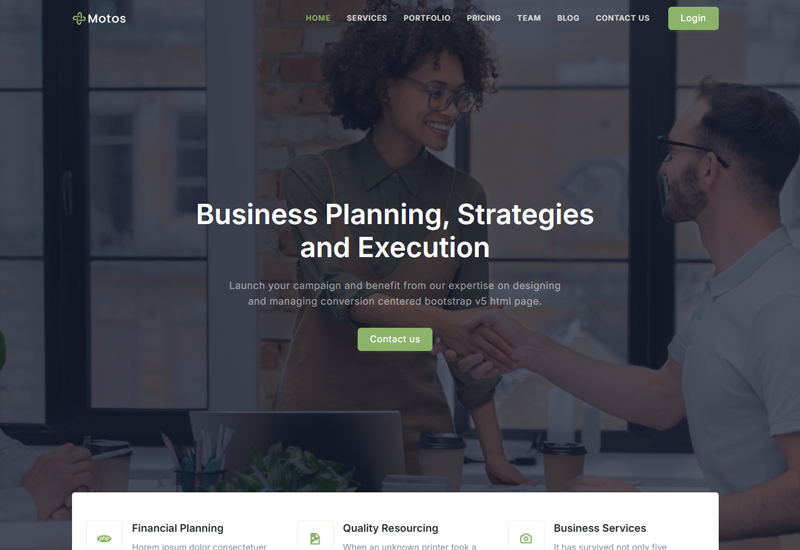 Motos
HOME SERVICES PORTFOLIO PRICING TEAM BLOG CONTACT US Login
Business Planning, Strategies
and Execution
Launch your campaign and benefit from our expertise on designing
and managing conversion centered bootstrap v5 html page.
Contact us
Financial Planning Quality Resourcing Business Services
Horem ipsum dolor consectetuer When an unknown printer took a It has survived not only five